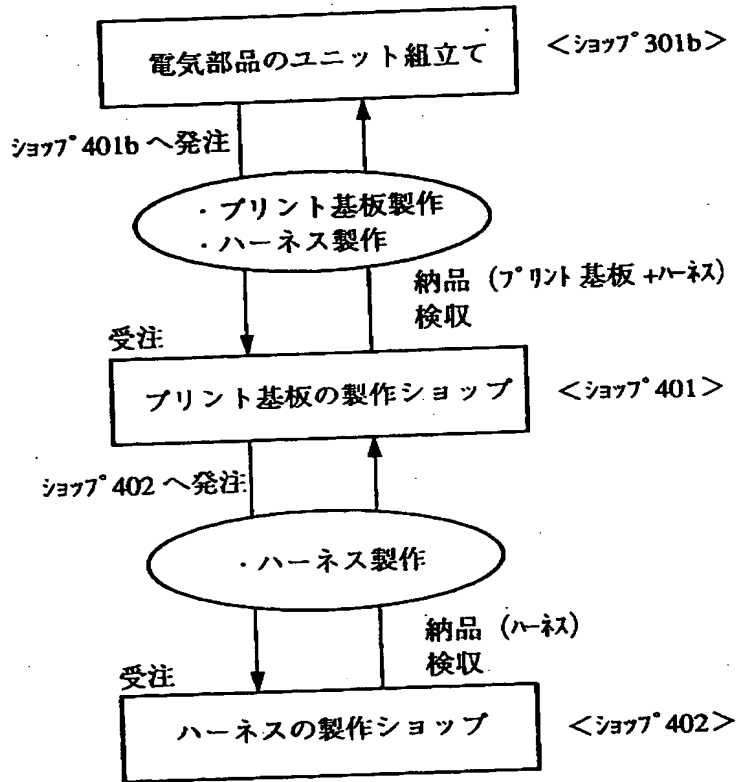 電気部品のユニット組立て
<ショップ301b>
ショップ401bへ発注
・プリント基板製作
・ハーネス製作
納品(プリント基板+ハーネス)
検収
受注
プリント基板の製作ショップ
<ショップ401>
ショップ402へ発注
・ハーネス製作
納品(ハーネス)
検収
受注
ハーネスの製作ショップ
<ショップ402>